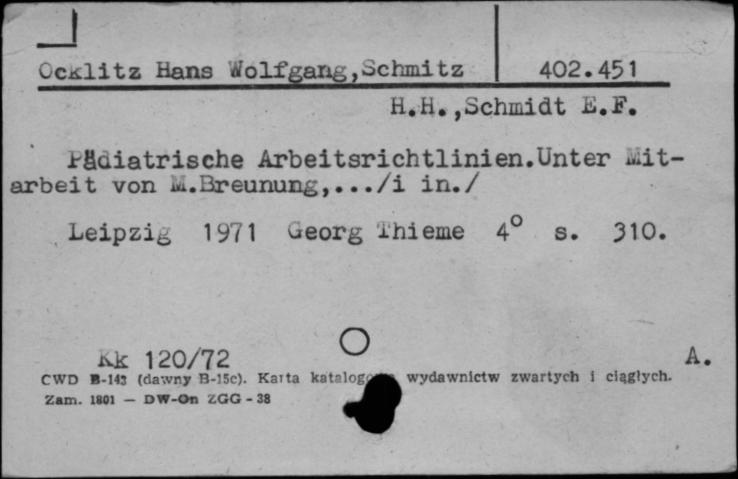 Ocklitz Hans Wolfgang,Schmitz 402.451
H.H.,Schmidt E.F.
Pädiatrische Arbeitsrichtlinien.Unter Mit-
arbeit von M.Breunung,.../i in./
Leipzig 1971 Georg Thieme 4° s. 310.
Kk 120/72 A.
CWD B-143 (dawny B-15c). Karta wydawnictw zwartych i ciągłych.
Zam. 1801 — DW-On ZGG - 38